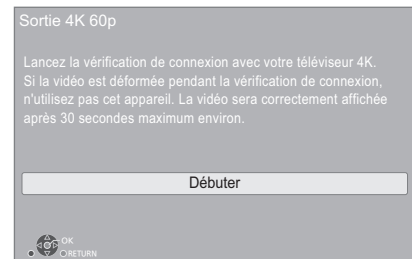 Sortie 4K 60p
Lancez la vérification de connexion avec votre téléviseur 4K.
Si la vidéo est déformée pendant la vérification de connexion,
n'utilisez pas cet appareil. La vidéo sera correctement affichée
après 30 secondes maximum environ.
Débuter
OK
RETURN